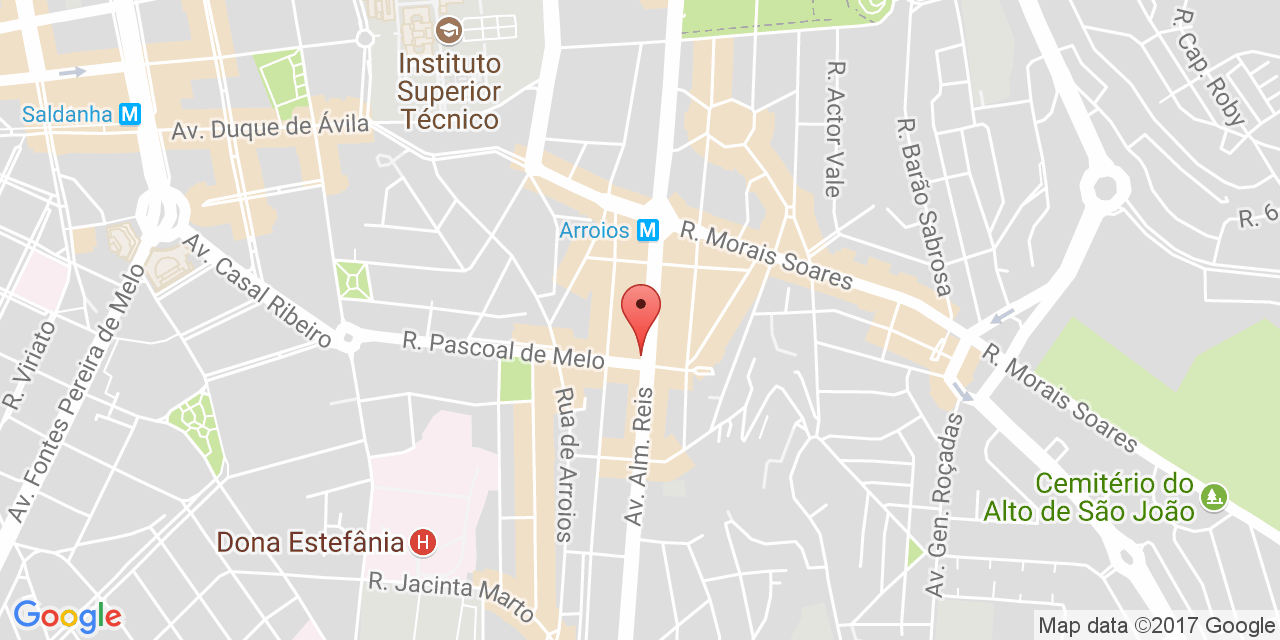 R. Cap. Roby
Instituto
Superior
Técnico
Saldanha M
Av. Duque de Ávila
R. Actor Vale
R. Barão Sabrosa
R. 6
Arroios M
R. Morais Soares
Av. Casal Ribeiro
Av. Fontes Pereira de Melo
R. Viriato
R. Pascoal de Melo
R. Morais Soares
Rua de Arroios
Av. Alm. Reis
Av. Gen. Roçadas
Cemitério do
Alto de São João
Dona Estefânia H
R. Jacinta Marto
Google
Map data ©2017 Google